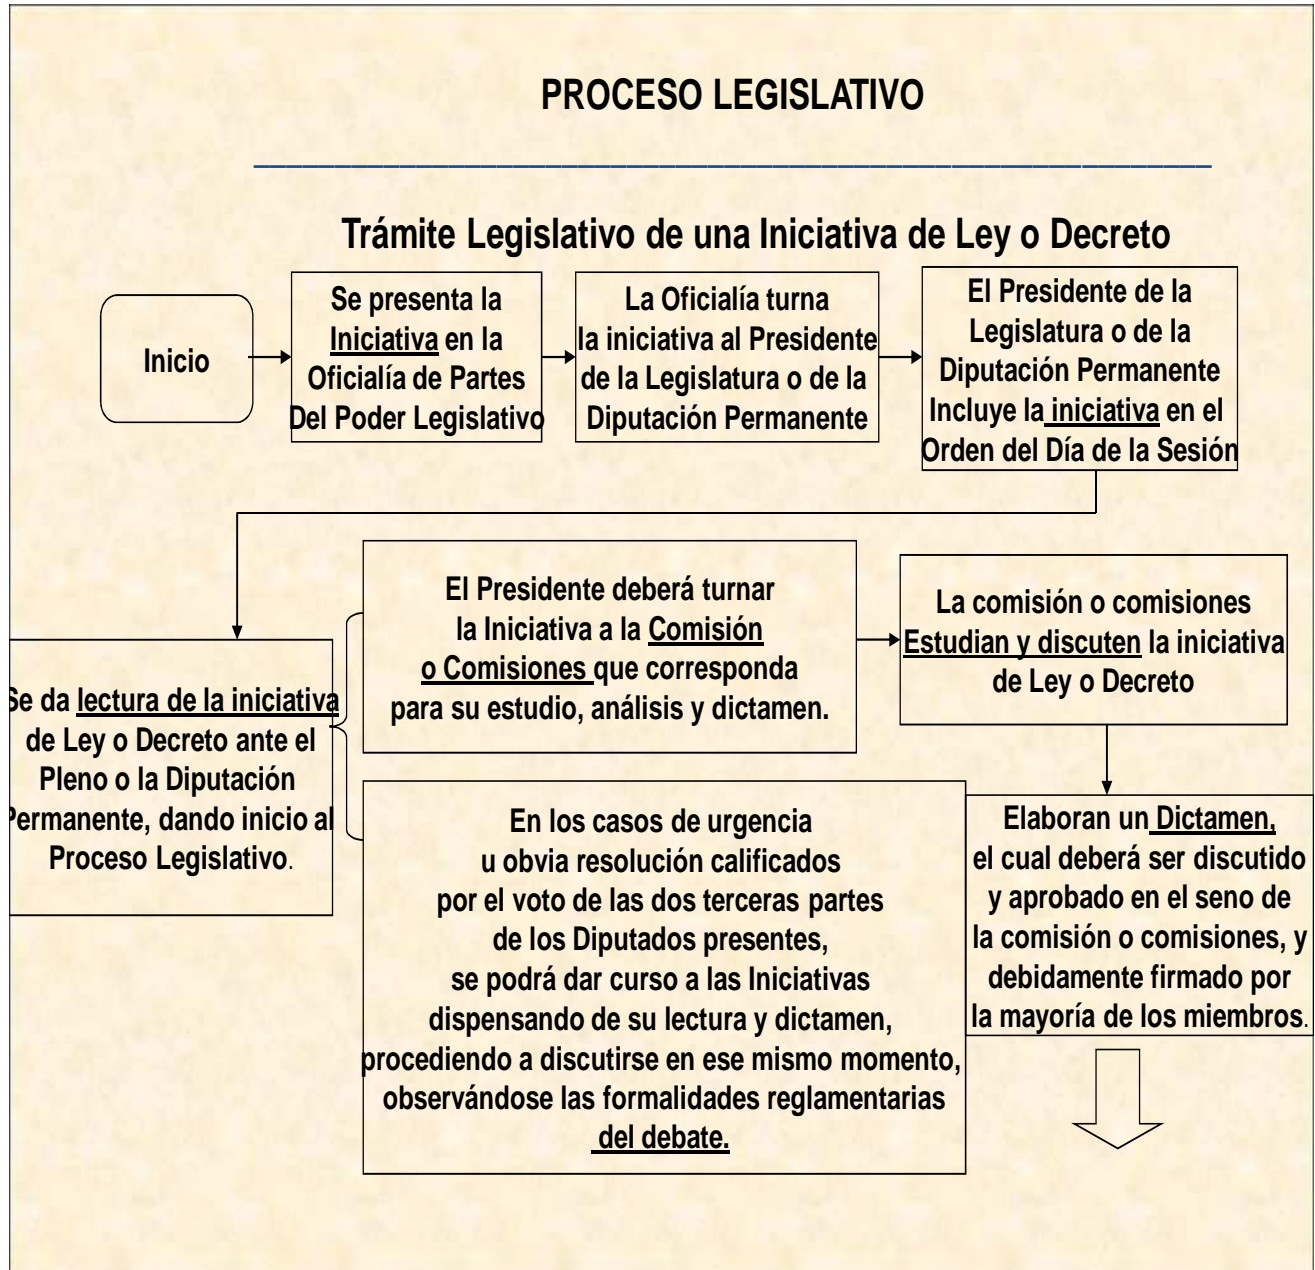 PROCESO LEGISLATIVO
Trámite Legislativo de una Iniciativa de Ley o Decreto
Inicio
Se presenta la
Iniciativa en la
Oficialía de Partes
Del Poder Legislativo
La Oficialía turna
la iniciativa al Presidente
de la Legislatura o de la
Diputación Permanente
El Presidente de la
Legislatura o de la
Diputación Permanente
Incluye la iniciativa en el
Orden del Día de la Sesión
Se da lectura de la iniciativa
de Ley o Decreto ante el
Pleno o la Diputación
Permanente, dando inicio al
Proceso Legislativo.
El Presidente deberá turnar
la Iniciativa a la Comisión
o Comisiones que corresponda
para su estudio, análisis y dictamen.
La comisión o comisiones
Estudian y discuten la iniciativa
de Ley o Decreto
En los casos de urgencia
u obvia resolución calificados
por el voto de las dos terceras partes
de los Diputados presentes,
se podrá dar curso a las Iniciativas
dispensando de su lectura y dictamen,
procediendo a discutirse en ese mismo momento,
observándose las formalidades reglamentarias
del debate.
Elaboran un Dictamen,
el cual deberá ser discutido
y aprobado en el seno de
la comisión o comisiones, y
debidamente firmado por
la mayoría de los miembros.